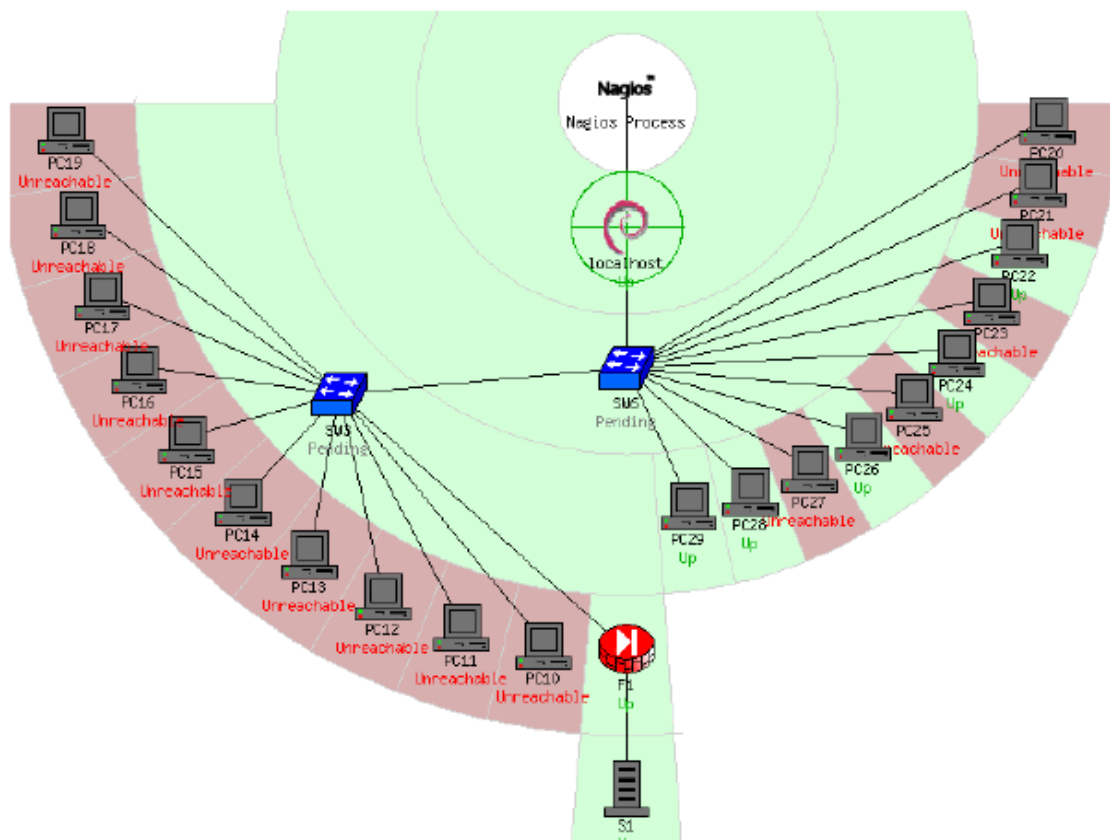 Nagios™
Nagios Process
PC19
Unreachable
PC20
PC18
Unreachable
PC21
localhost
Up
PC22
Up
PC17
Unreachable
PC23
PC16
Unreachable
PC24
Up
SW3
Pending
SW6
Pending
PC25
PC15
Unreachable
PC26
Up
PC14
Unreachable
PC27
Unreachable
PC28
Up
PC29
Up
PC13
Unreachable
PC12
Unreachable
PC11
Unreachable
PC10
Unreachable
F1
Up
S1